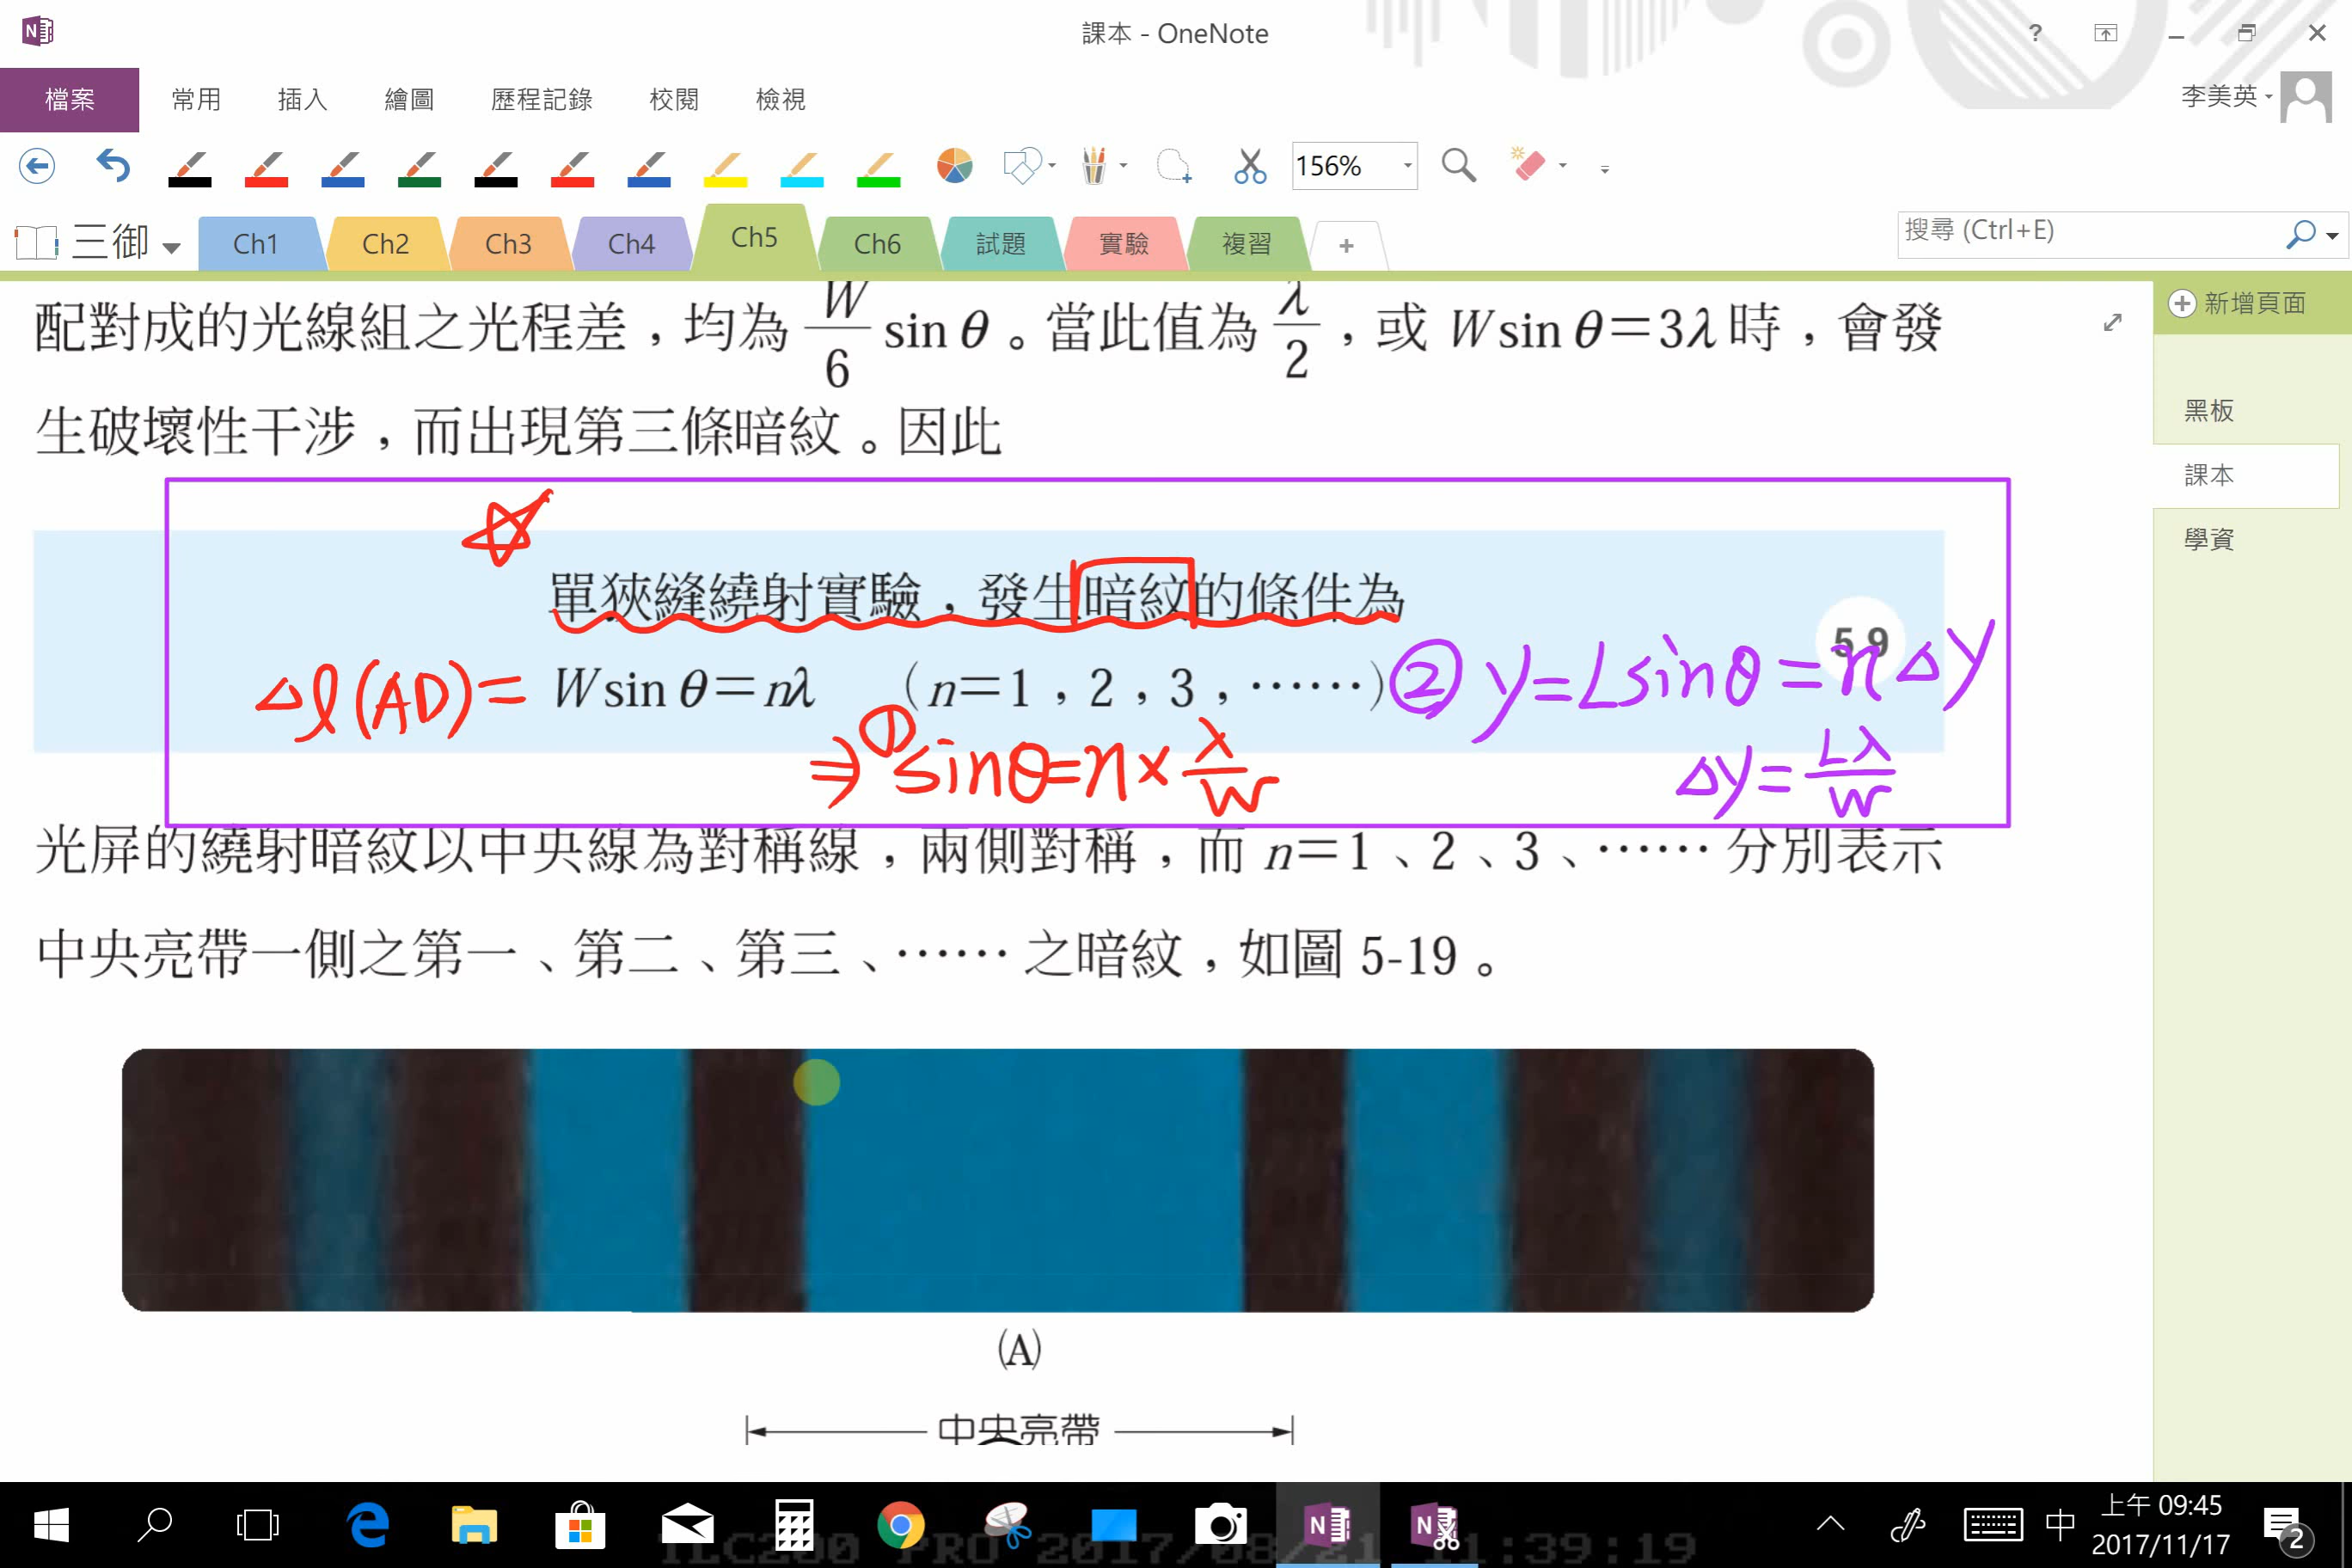 課本 - OneNote
?
檔案 常用 插入 繪圖 歷程記錄 校閱 檢視
李美英
156%
三御 Ch1 Ch2 Ch3 Ch4 Ch5 Ch6 試題 實驗 複習 +
搜尋 (Ctrl+E)
新增頁面
黑板
課本
學資
配對成的光線組之光程差，均為 W/6 sin θ。當此值為 λ/2，或 W sin θ＝3λ 時，會發
生破壞性干涉，而出現第三條暗紋。因此
單狹縫繞射實驗，發生暗紋的條件為
Δl(AD)= W sin θ＝nλ （n＝1，2，3，……） ② y=Lsinθ=nΔy
5.9
⇒ ① sinθ=n×λ/W Δy=Lλ/W
光屏的繞射暗紋以中央線為對稱線，兩側對稱，而 n＝1、2、3、…… 分別表示
中央亮帶一側之第一、第二、第三、…… 之暗紋，如圖 5-19。
(A)
中央亮帶
中
上午 09:45
2017/11/17
2
ILC200 PRO 2017/08/21 11:39:19